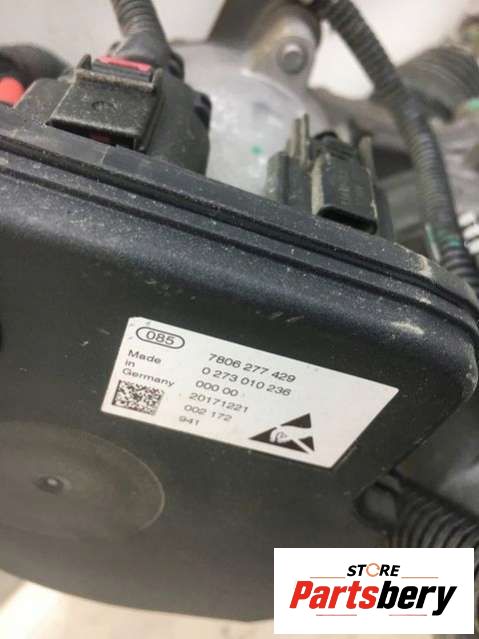 085
7806 277 429
0 273 010 236
Made
in
Germany
000 00
20171221
002 172
941
STORE
Partsbery